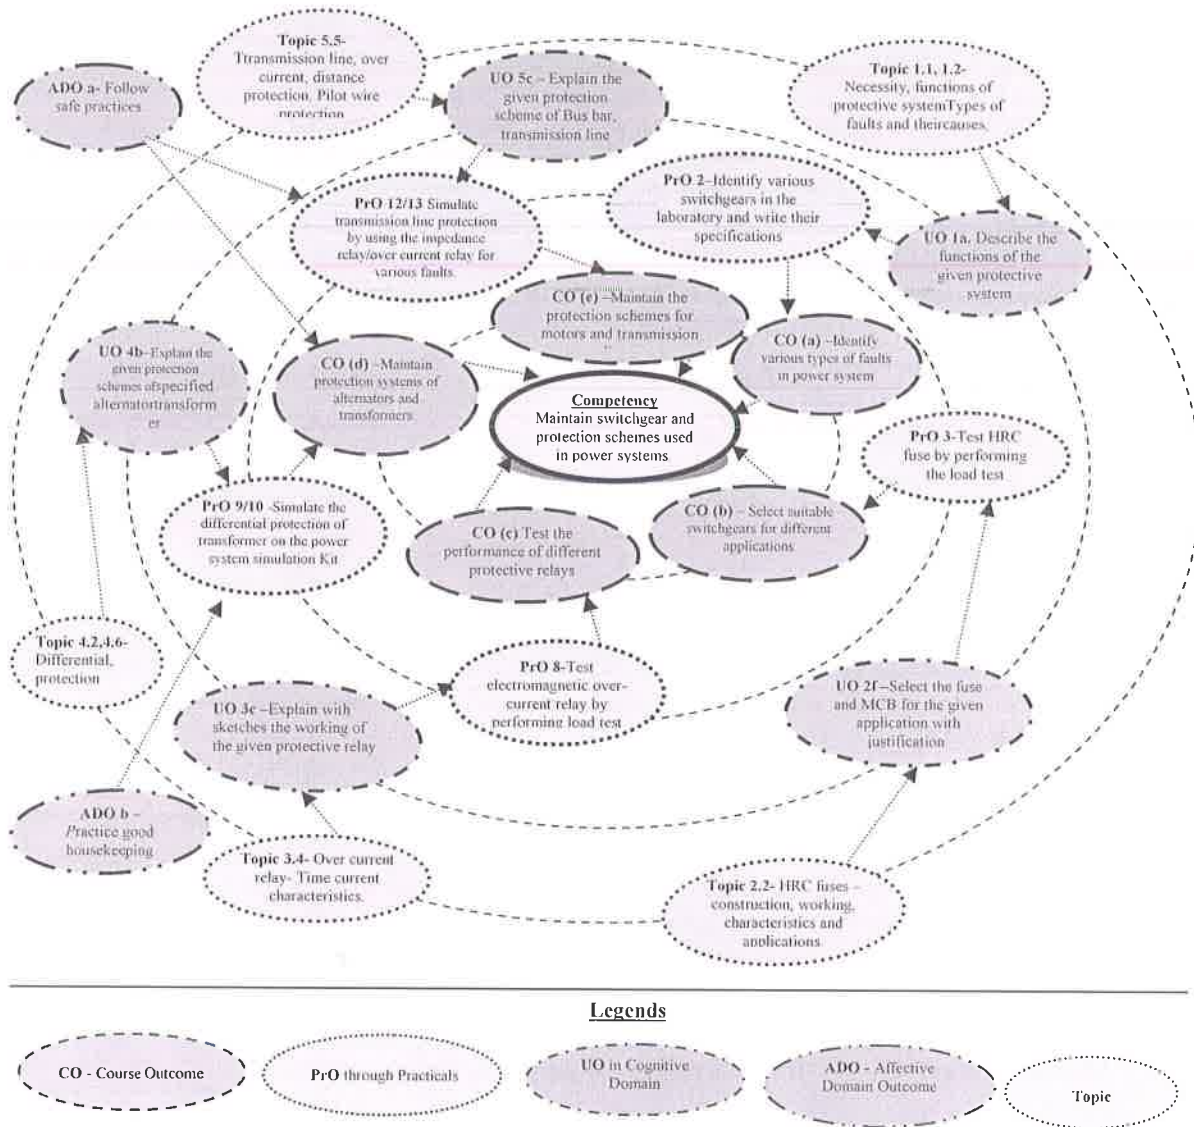 Topic 5.5-
Ttransmission line, over
current, distance
protection, Pilot wire
protection
ADO a- Follow
safe practices
UO 5c – Explain the
given protection
scheme of Bus bar,
transmission line
Topic 1.1, 1.2-
Necessity, functions of
protective systemTypes of
faults and theircauses,
PrO 12/13 Simulate
transmission line protection
by using the impedance
relay/over current relay for
various faults.
PrO 2–Identify various
switchgears in the
laboratory and write their
specifications
UO 1a. Describe the
functions of the
given protective
system
CO (e) –Maintain the
protection schemes for
motors and transmission
UO 4b–Explain the
given protection
schemes ofspecified
alternatortransform
er
CO (d) –Maintain
protection systems of
alternators and
transformers
CO (a) –Identify
various types of faults
in power system
Competency
Maintain switchgear and
protection schemes used
in power systems
PrO 3-Test HRC
fuse by performing
the load test
PrO 9/10 -Simulate the
differential protection of
transformer on the power
system simulation Kit
CO (c) Test the
performance of different
protective relays
CO (b) – Select suitable
switchgears for different
applications
Topic 4.2,4.6-
Differential,
protection
PrO 8-Test
electromagnetic over-
current relay by
performing load test
UO 3c –Explain with
sketches the working of
the given protective relay
UO 2f–Select the fuse
and MCB for the given
application with
justification
ADO b –
Practice good
housekeeping
Topic 3.4- Over current
relay- Time current
characteristics.
Topic 2.2- HRC fuses –
construction, working,
characteristics and
applications
Legends
CO - Course Outcome
PrO through Practicals
UO in Cognitive
Domain
ADO - Affective
Domain Outcome
Topic